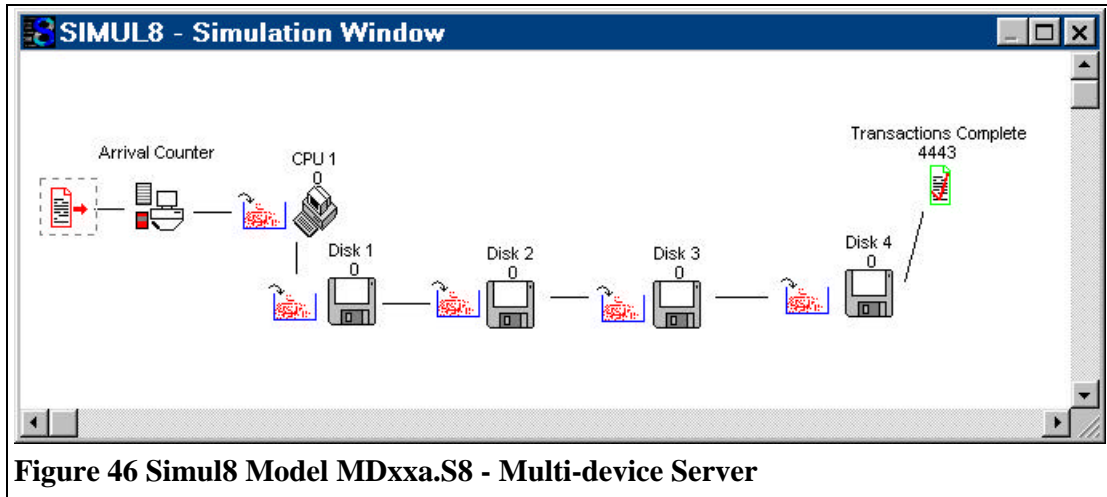 SIMUL8 - Simulation Window
Transactions Complete
4443
Arrival Counter
CPU 1
0
Disk 1
0
Disk 2
0
Disk 3
0
Disk 4
0
Figure 46 Simul8 Model MDxxa.S8 - Multi-device Server